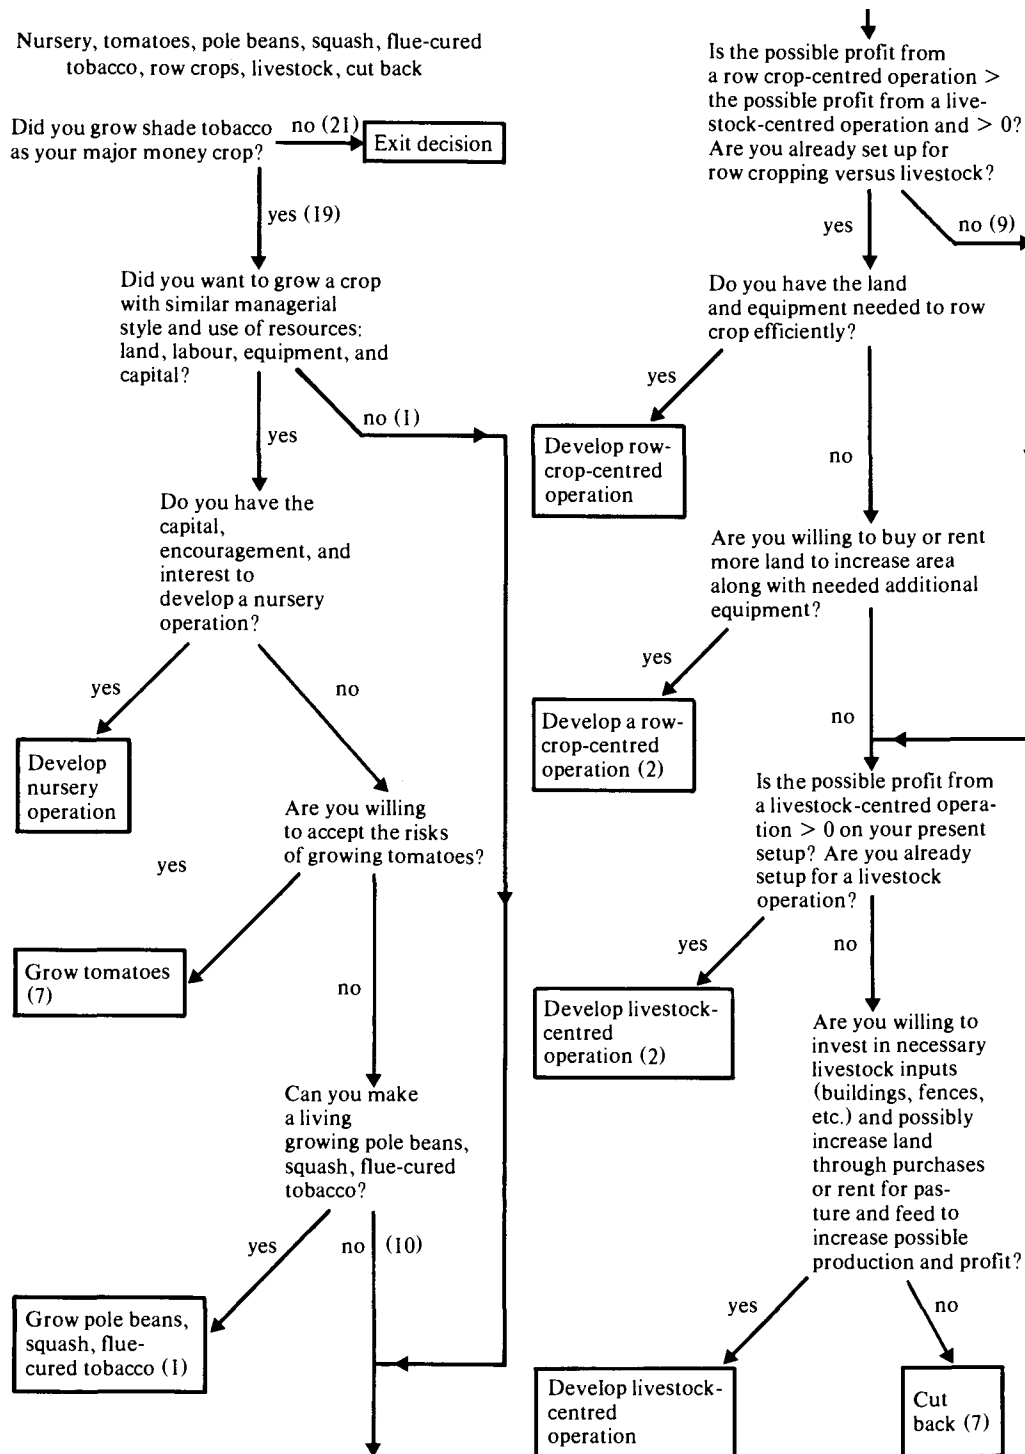 Nursery, tomatoes, pole beans, squash, flue-cured
tobacco, row crops, livestock, cut back
Did you grow shade tobacco
as your major money crop?
no (21)
Exit decision
yes (19)
Did you want to grow a crop
with similar managerial
style and use of resources:
land, labour, equipment, and
capital?
no (1)
yes
Do you have the
capital,
encouragement, and
interest to
develop a nursery
operation?
yes
no
Develop
nursery
operation
Are you willing
to accept the risks
of growing tomatoes?
yes
Grow tomatoes
(7)
no
Can you make
a living
growing pole beans,
squash, flue-cured
tobacco?
yes
no
(10)
Grow pole beans,
squash, flue-
cured tobacco (1)
Is the possible profit from
a row crop-centred operation >
the possible profit from a live-
stock-centred operation and > 0?
Are you already set up for
row cropping versus livestock?
yes
no (9)
Do you have the land
and equipment needed to row
crop efficiently?
yes
Develop row-
crop-centred
operation
no
Are you willing to buy or rent
more land to increase area
along with needed additional
equipment?
yes
Develop a row-
crop-centred
operation (2)
no
Is the possible profit from
a livestock-centred opera-
tion > 0 on your present
setup? Are you already
setup for a livestock
operation?
yes
no
Develop livestock-
centred
operation (2)
Are you willing to
invest in necessary
livestock inputs
(buildings, fences,
etc.) and possibly
increase land
through purchases
or rent for pas-
ture and feed to
increase possible
production and profit?
yes
no
Develop livestock-
centred
operation
Cut
back (7)